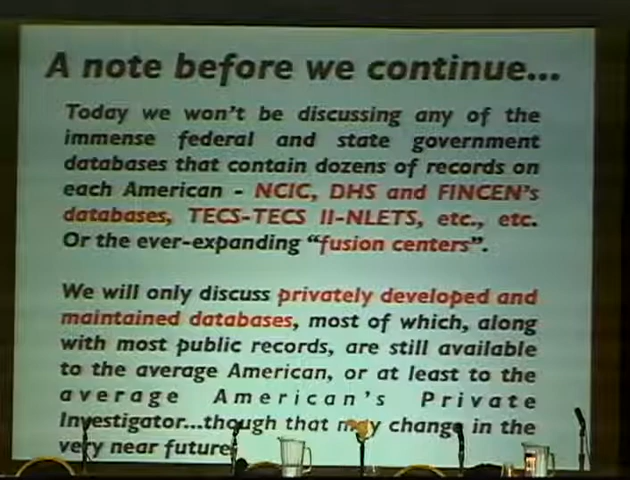 A note before we continue...
Today we won't be discussing any of the
immense federal and state government
databases that contain dozens of records on
each American - NCIC, DHS and FINCEN's
databases, TECS-TECS II-NLETS, etc., etc.
Or the ever-expanding "fusion centers".
We will only discuss privately developed and
maintained databases, most of which, along
with most public records, are still available
to the average American, or at least to the
average American's Private
Investigator...though that may change in the
very near future